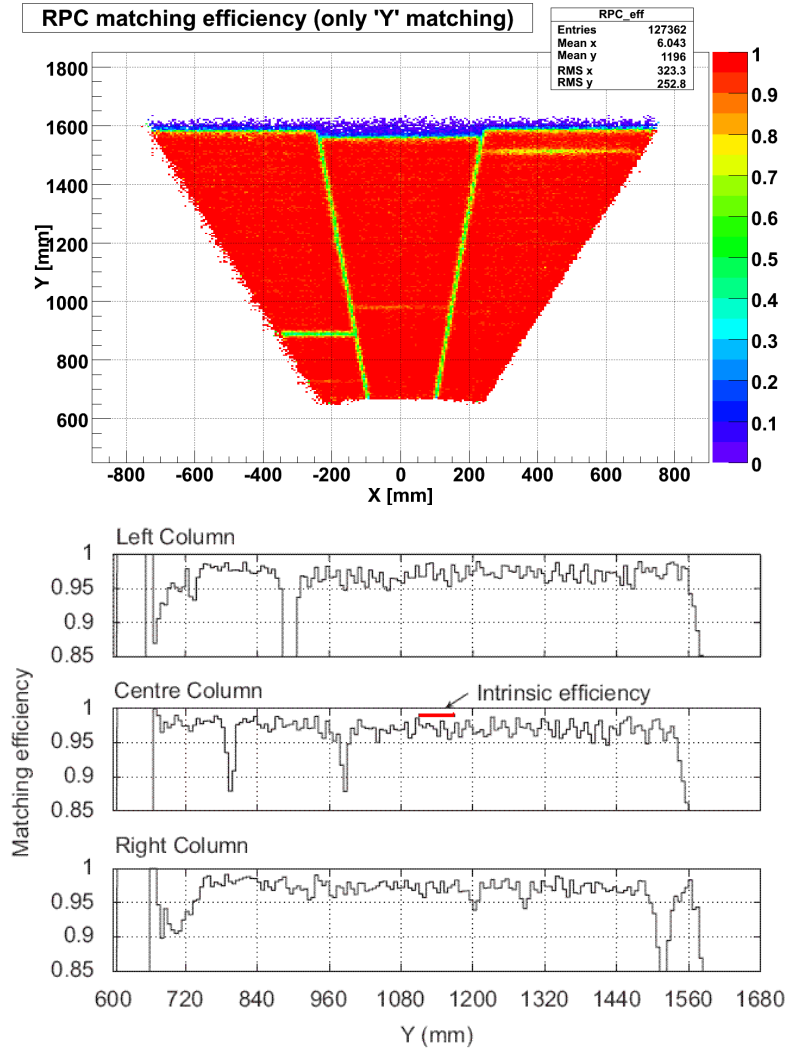 RPC matching efficiency (only 'Y' matching)
RPC_eff
Entries 127362
Mean x 6.043
Mean y 1196
RMS x 323.3
RMS y 252.8
1800
1600
1400
1200
1000
800
600
Y [mm]
-800 -600 -400 -200 0 200 400 600 800
X [mm]
1
0.9
0.8
0.7
0.6
0.5
0.4
0.3
0.2
0.1
0
Left Column
1
0.95
0.9
0.85
Centre Column
Intrinsic efficiency
1
0.95
0.9
0.85
Right Column
1
0.95
0.9
0.85
Matching efficiency
600 720 840 960 1080 1200 1320 1440 1560 1680
Y (mm)